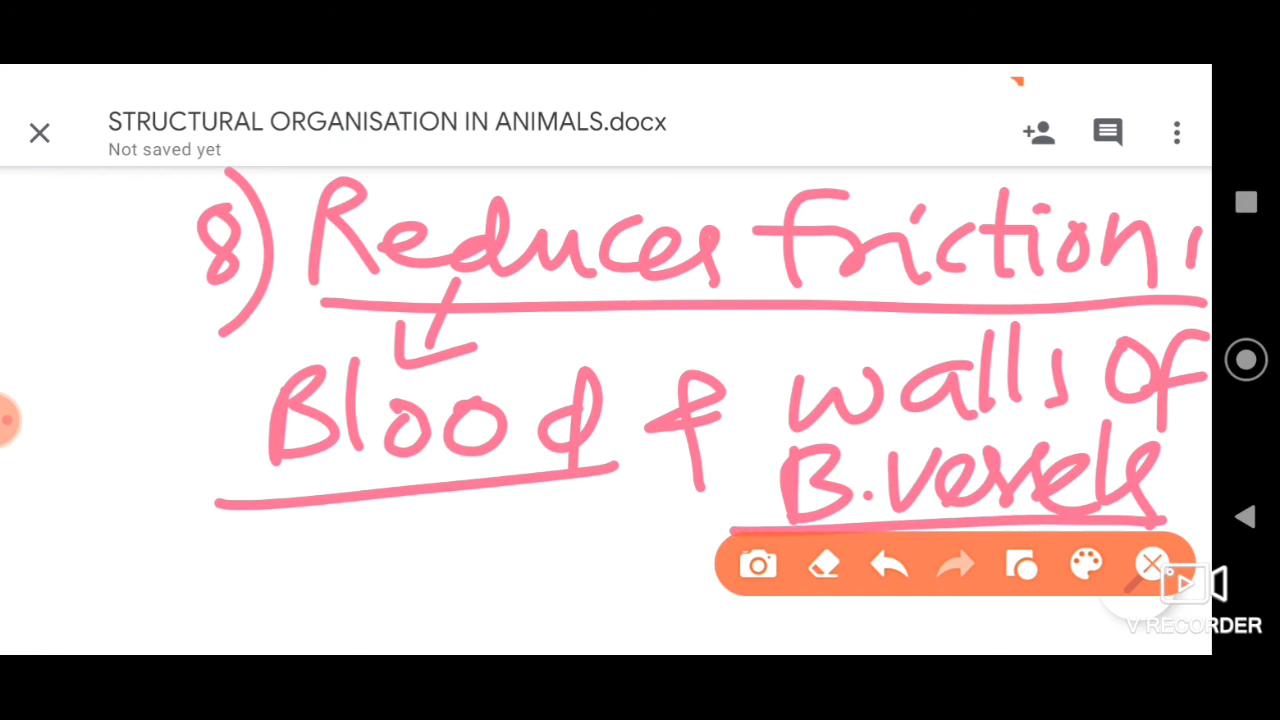 STRUCTURAL ORGANISATION IN ANIMALS.docx
Not saved yet
8) Reduces friction
Blood & walls of
B.vessels
V RECORDER